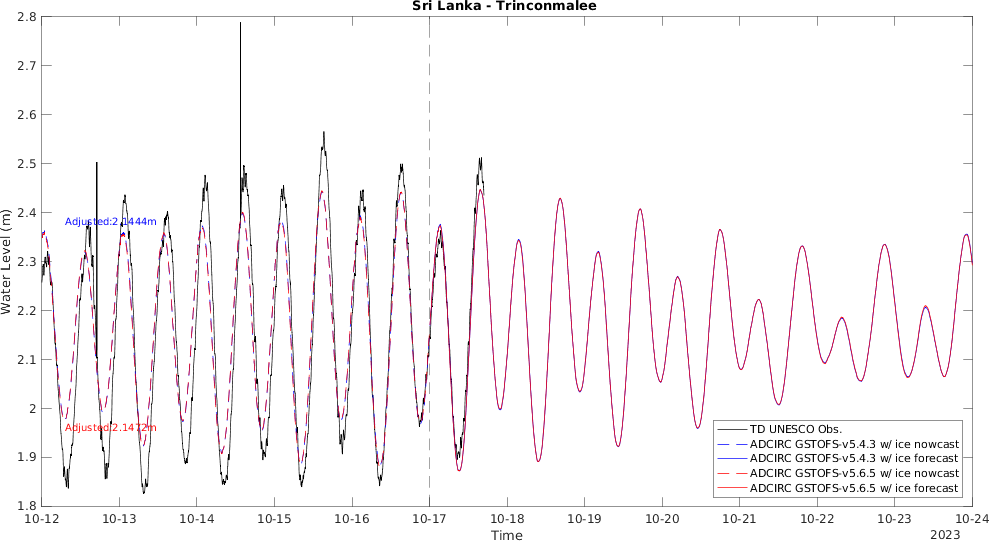 Sri Lanka - Trinconmalee
2.8
2.7
2.6
2.5
2.4
2.3
2.2
2.1
2
1.9
1.8
Water Level (m)
Adjusted:2.1444m
Adjusted:2.1472m
TD UNESCO Obs.
ADCIRC GSTOFS-v5.4.3 w/ ice nowcast
ADCIRC GSTOFS-v5.4.3 w/ ice forecast
ADCIRC GSTOFS-v5.6.5 w/ ice nowcast
ADCIRC GSTOFS-v5.6.5 w/ ice forecast
10-12 10-13 10-14 10-15 10-16 10-17 10-18 10-19 10-20 10-21 10-22 10-23 10-24
Time
2023